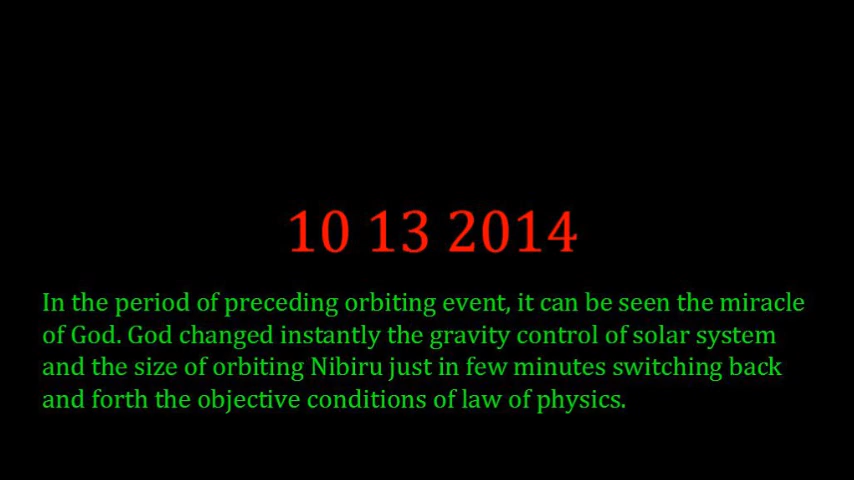 10 13 2014
In the period of preceding orbiting event, it can be seen the miracle
of God. God changed instantly the gravity control of solar system
and the size of orbiting Nibiru just in few minutes switching back
and forth the objective conditions of law of physics.